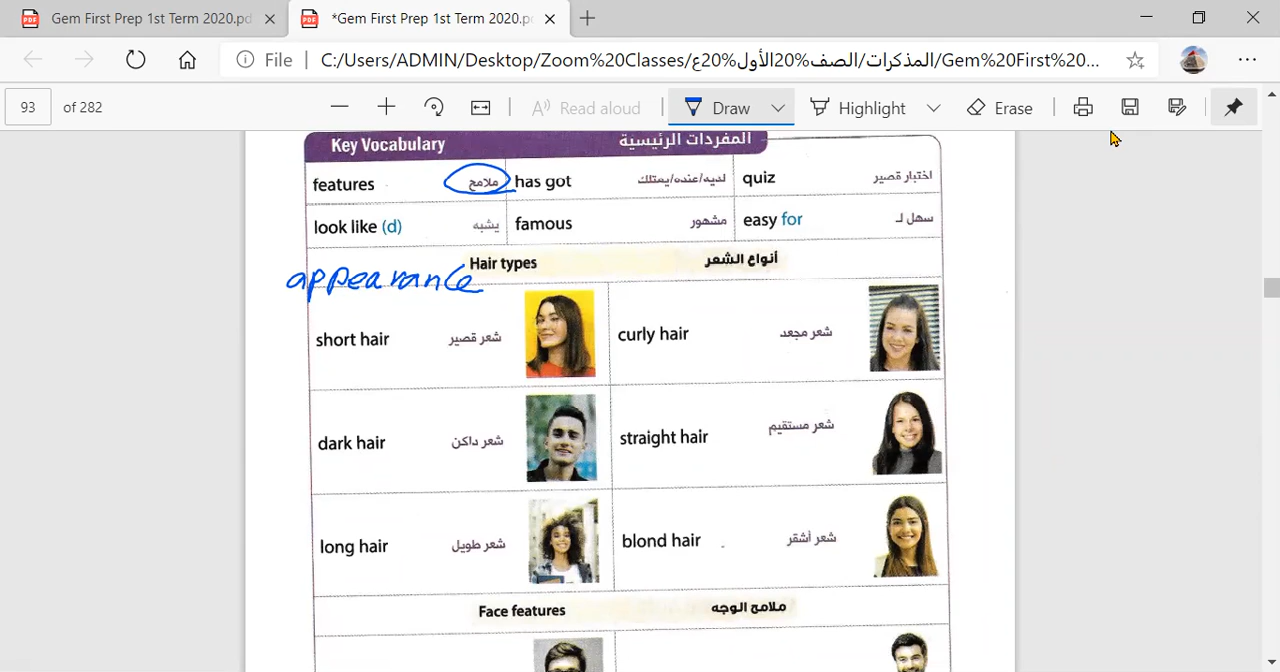 Gem First Prep 1st Term 2020.pd
*Gem First Prep 1st Term 2020.p
File
C:/Users/ADMIN/Desktop/Zoom%20Classes/المذكرات/الصف%20الأول%20ع/Gem%20First%20...
93 of 282
Read aloud
Draw
Highlight
Erase
Key Vocabulary المفردات الرئيسية
features ملامح has got لديه/عنده/يمتلك quiz اختبار قصير
look like (d) يشبه famous مشهور easy for سهل لـ
appearance
Hair types أنواع الشعر
short hair شعر قصير curly hair شعر مجعد
dark hair شعر داكن straight hair شعر مستقيم
long hair شعر طويل blond hair شعر أشقر
Face features ملامح الوجه